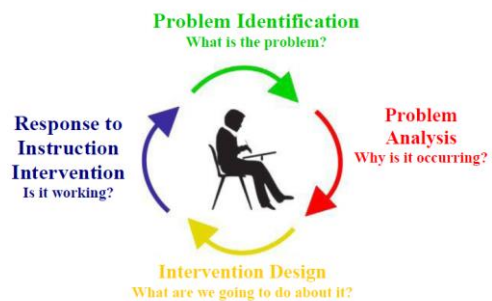 Problem Identification
What is the problem?
Problem
Analysis
Why is it occurring?
Intervention Design
What are we going to do about it?
Response to
Instruction
Intervention
Is it working?